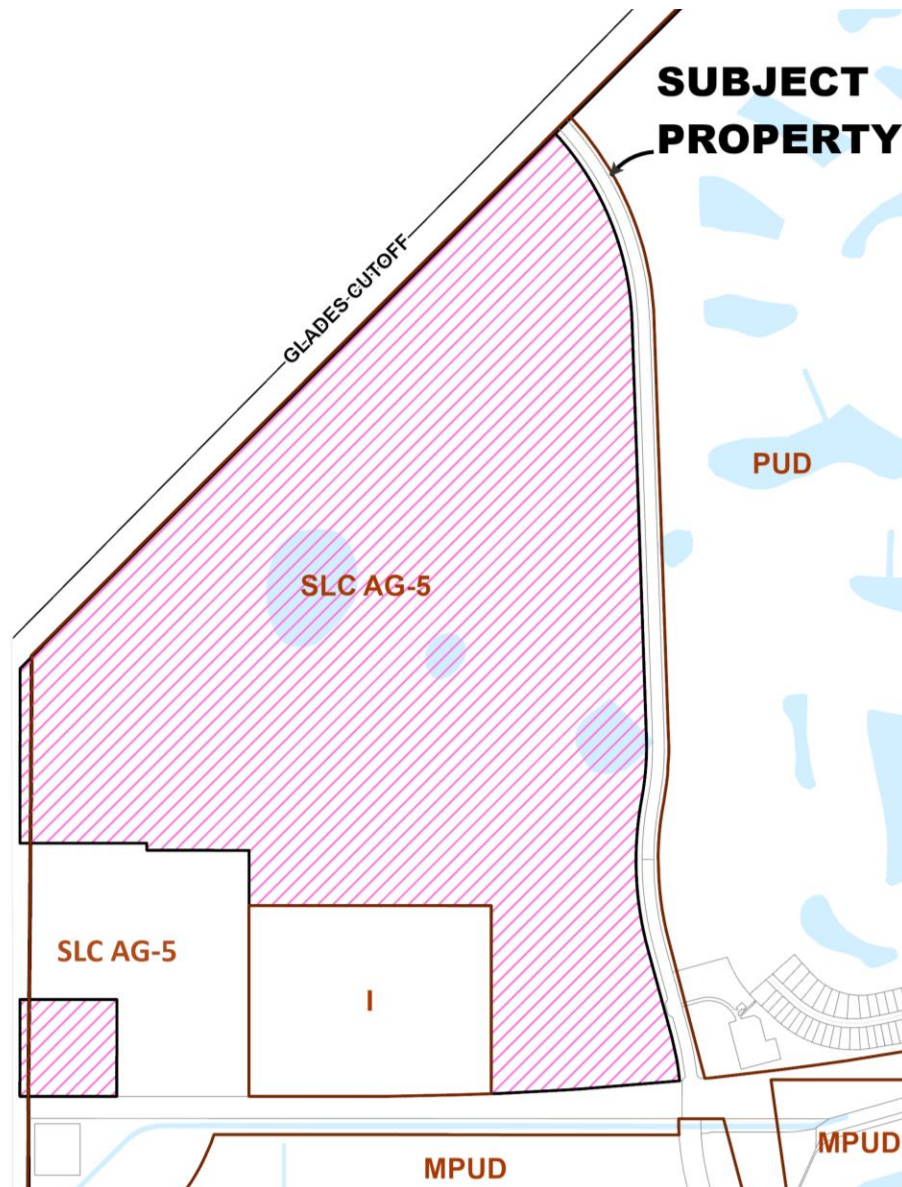 SUBJECT
PROPERTY
GLADES CUTOFF
PUD
SLC AG-5
SLC AG-5
I
MPUD
MPUD